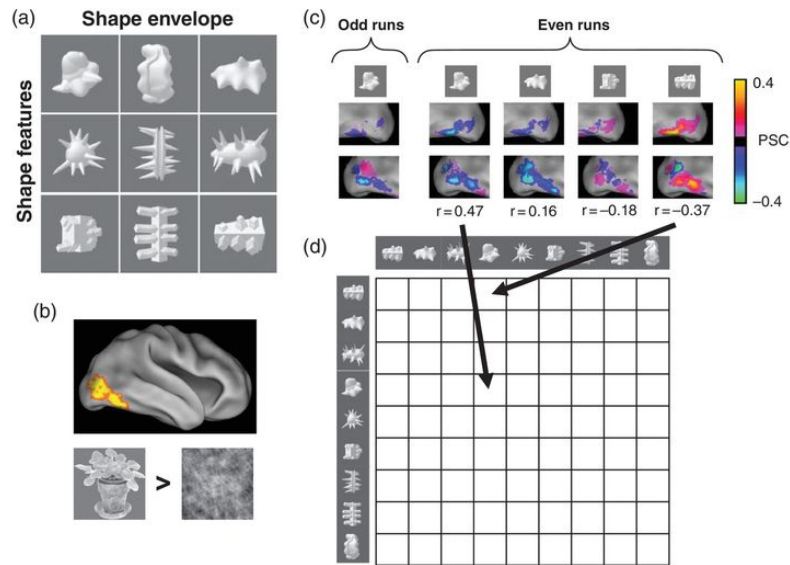 (a)
Shape envelope
Shape features
(b)
>
(c)
Odd runs
Even runs
0.4
PSC
−0.4
r=0.47
r=0.16
r=−0.18
r=−0.37
(d)